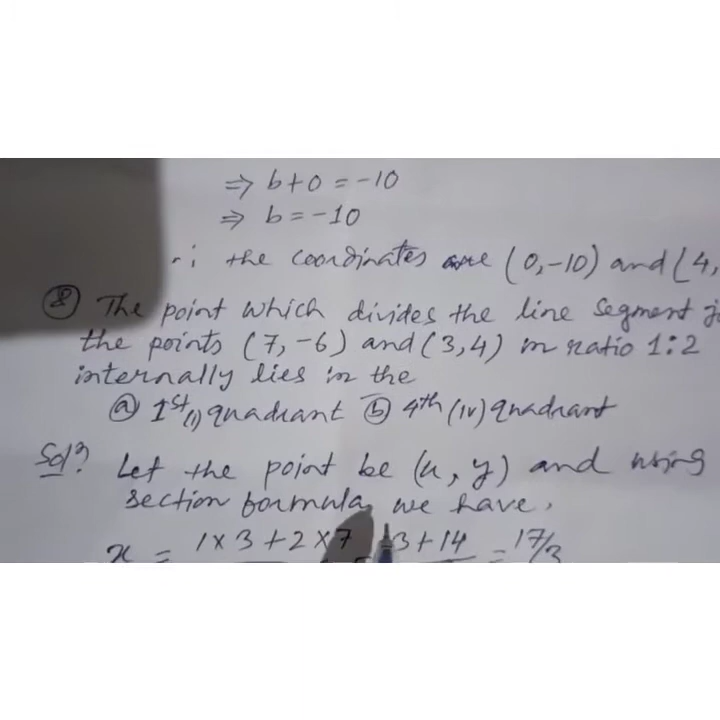 ⇒ b+0 = -10
⇒ b = -10
∴ the coordinates are (0,-10) and (4,
⑧ The point which divides the line segment
the points (7,-6) and (3,4) in ratio 1:2
internally lies in the
ⓐ 1st (I) quadrant ⓑ 4th (IV) quadrant
Solⁿ. Let the point be (x, y) and using
section formula, we have,
x = 1×3+2×7 3+14 = 17/3